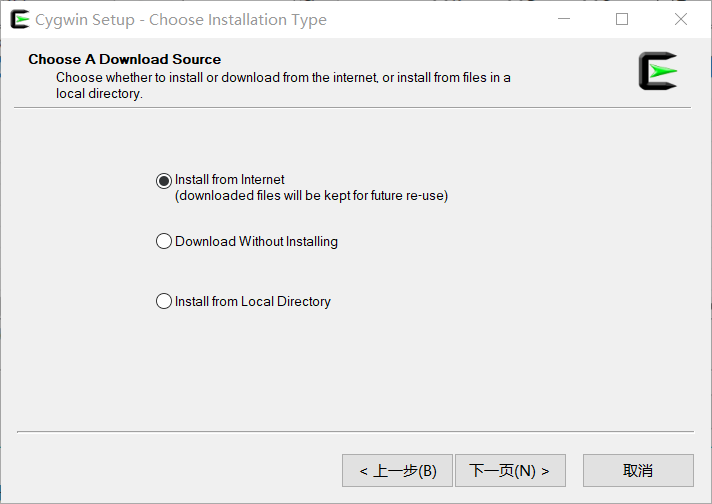 Cygwin Setup - Choose Installation Type
Choose A Download Source
Choose whether to install or download from the internet, or install from files in a
local directory.
Install from Internet
(downloaded files will be kept for future re-use)
Download Without Installing
Install from Local Directory
< 上一步(B)
下一页(N) >
取消